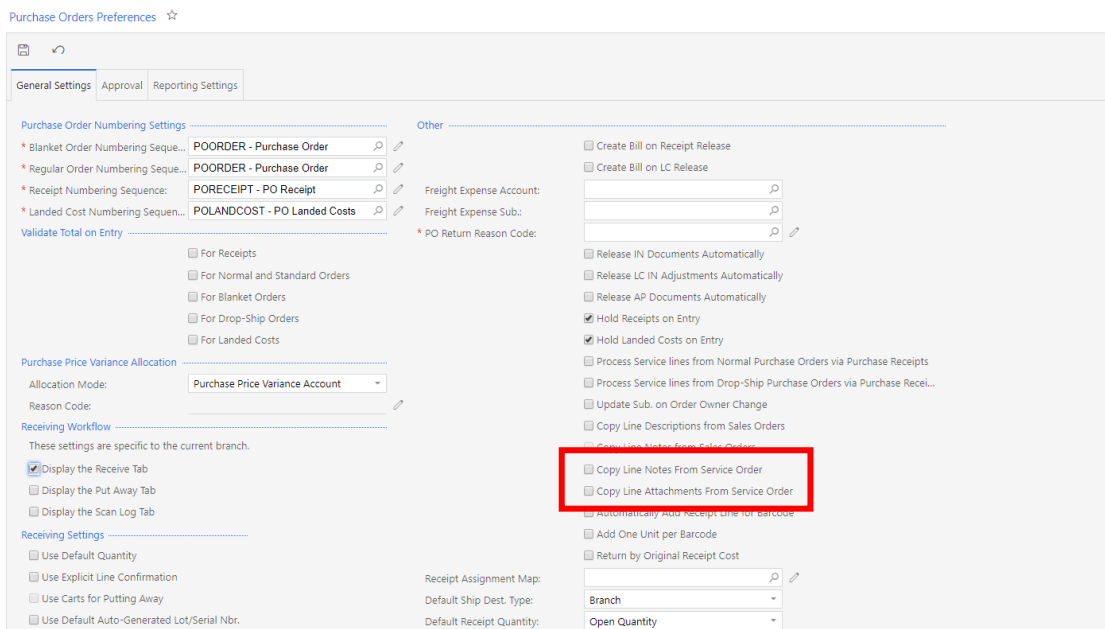 Purchase Orders Preferences
General Settings Approval Reporting Settings
Purchase Order Numbering Settings
* Blanket Order Numbering Seque... POORDER - Purchase Order
* Regular Order Numbering Seque... POORDER - Purchase Order
* Receipt Numbering Sequence: PORECEIPT - PO Receipt
* Landed Cost Numbering Sequen... POLANDCOST - PO Landed Costs
Validate Total on Entry
For Receipts
For Normal and Standard Orders
For Blanket Orders
For Drop-Ship Orders
For Landed Costs
Purchase Price Variance Allocation
Allocation Mode: Purchase Price Variance Account
Reason Code:
Receiving Workflow
These settings are specific to the current branch.
Display the Receive Tab
Display the Put Away Tab
Display the Scan Log Tab
Receiving Settings
Use Default Quantity
Use Explicit Line Confirmation
Use Carts for Putting Away
Use Default Auto-Generated Lot/Serial Nbr.
Other
Create Bill on Receipt Release
Create Bill on LC Release
Freight Expense Account:
Freight Expense Sub.:
* PO Return Reason Code:
Release IN Documents Automatically
Release LC IN Adjustments Automatically
Release AP Documents Automatically
Hold Receipts on Entry
Hold Landed Costs on Entry
Process Service lines from Normal Purchase Orders via Purchase Receipts
Process Service lines from Drop-Ship Purchase Orders via Purchase Recei...
Update Sub. on Order Owner Change
Copy Line Descriptions from Sales Orders
Copy Line Notes from Sales Orders
Copy Line Notes From Service Order
Copy Line Attachments From Service Order
Automatically Add Receipt Line for Barcode
Add One Unit per Barcode
Return by Original Receipt Cost
Receipt Assignment Map:
Default Ship Dest. Type: Branch
Default Receipt Quantity: Open Quantity